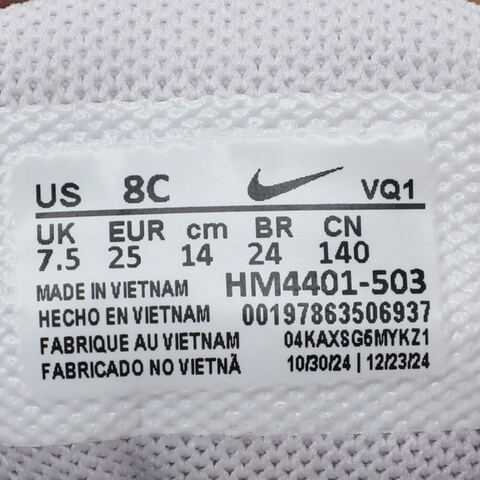 US 8C VQ1
UK EUR cm BR CN
7.5 25 14 24 140
MADE IN VIETNAM HM4401-503
HECHO EN VIETNAM 00197863506937
FABRIQUE AU VIETNAM 04KAXSG5MYKZ1
FABRICADO NO VIETNÃ 10/30/24 | 12/23/24